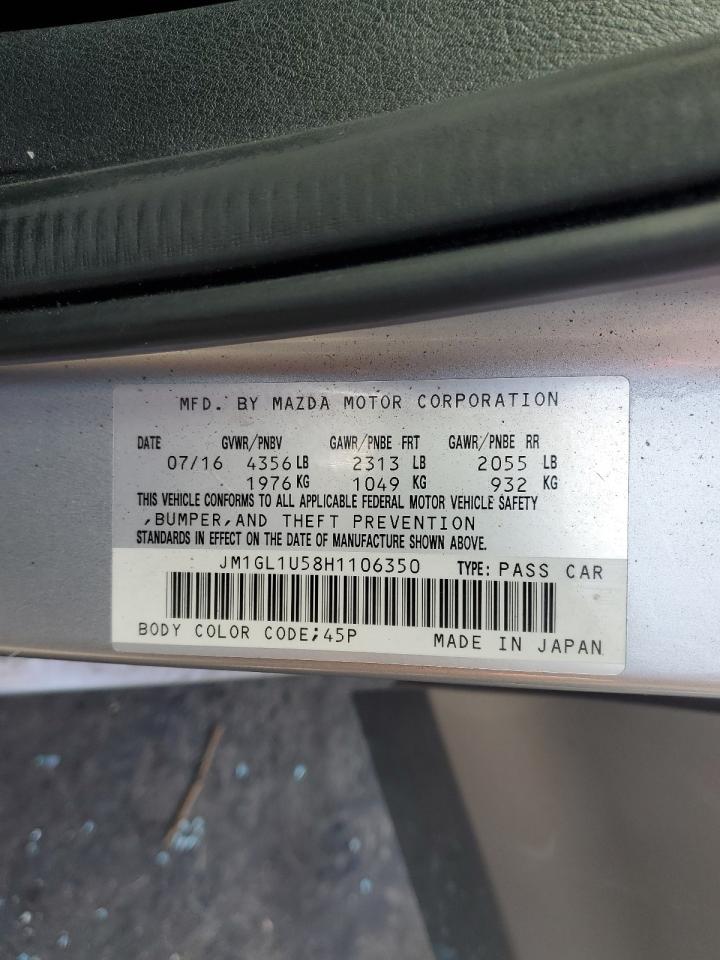 MFD. BY MAZDA MOTOR CORPORATION
DATE GVWR/PNBV GAWR/PNBE FRT GAWR/PNBE RR
07/16 4356 LB 2313 LB 2055 LB
1976 KG 1049 KG 932 KG
THIS VEHICLE CONFORMS TO ALL APPLICABLE FEDERAL MOTOR VEHICLE SAFETY
,BUMPER,AND THEFT PREVENTION
STANDARDS IN EFFECT ON THE DATE OF MANUFACTURE SHOWN ABOVE.
JM1GL1U58H1106350 TYPE: PASS CAR
BODY COLOR CODE;45P MADE IN JAPAN